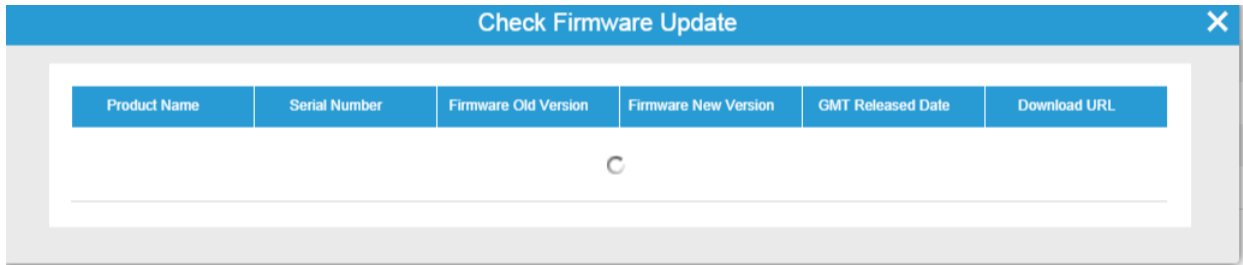 Check Firmware Update
Product Name Serial Number Firmware Old Version Firmware New Version GMT Released Date Download URL